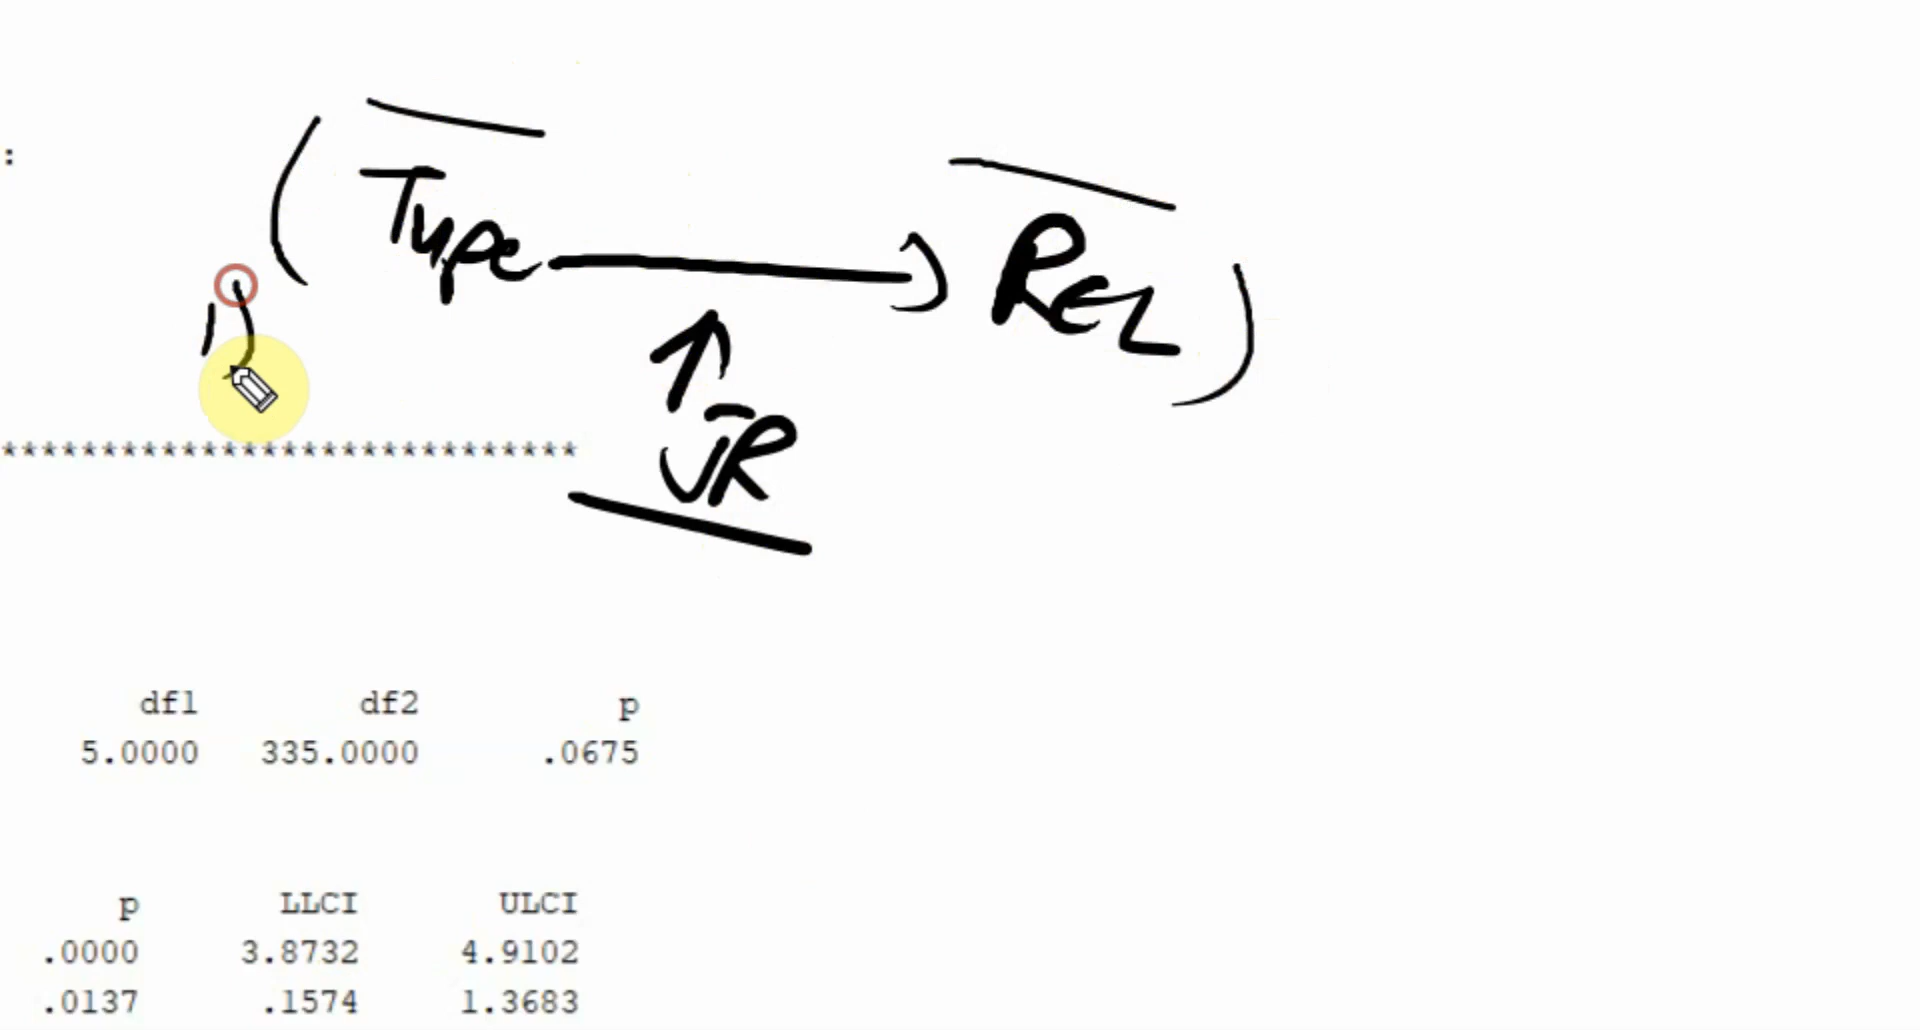 :
( Type → REL )
1)
↑
JR
***********************************
df1 df2 p
5.0000 335.0000 .0675
p LLCI ULCI
.0000 3.8732 4.9102
.0137 .1574 1.3683